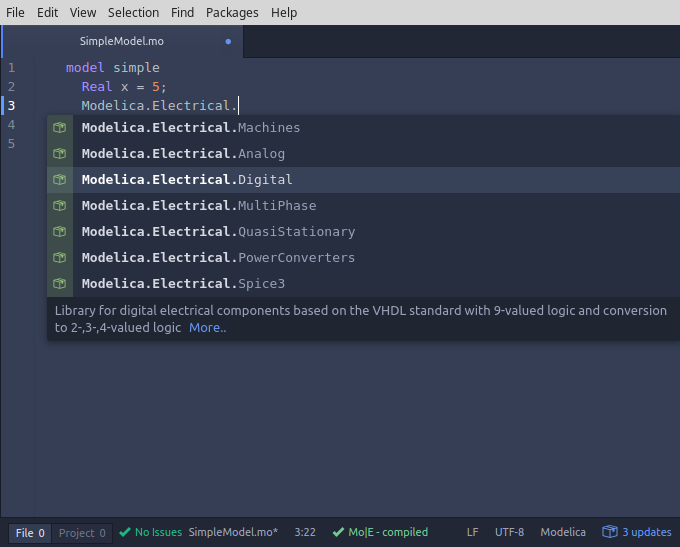 File Edit View Selection Find Packages Help
SimpleModel.mo
1 model simple
2 Real x = 5;
3 Modelica.Electrical.
4
5
Modelica.Electrical.Machines
Modelica.Electrical.Analog
Modelica.Electrical.Digital
Modelica.Electrical.MultiPhase
Modelica.Electrical.QuasiStationary
Modelica.Electrical.PowerConverters
Modelica.Electrical.Spice3
Library for digital electrical components based on the VHDL standard with 9-valued logic and conversion
to 2-,3-,4-valued logic More..
File 0 Project 0 No Issues SimpleModel.mo* 3:22 Mo|E - compiled LF UTF-8 Modelica 3 updates